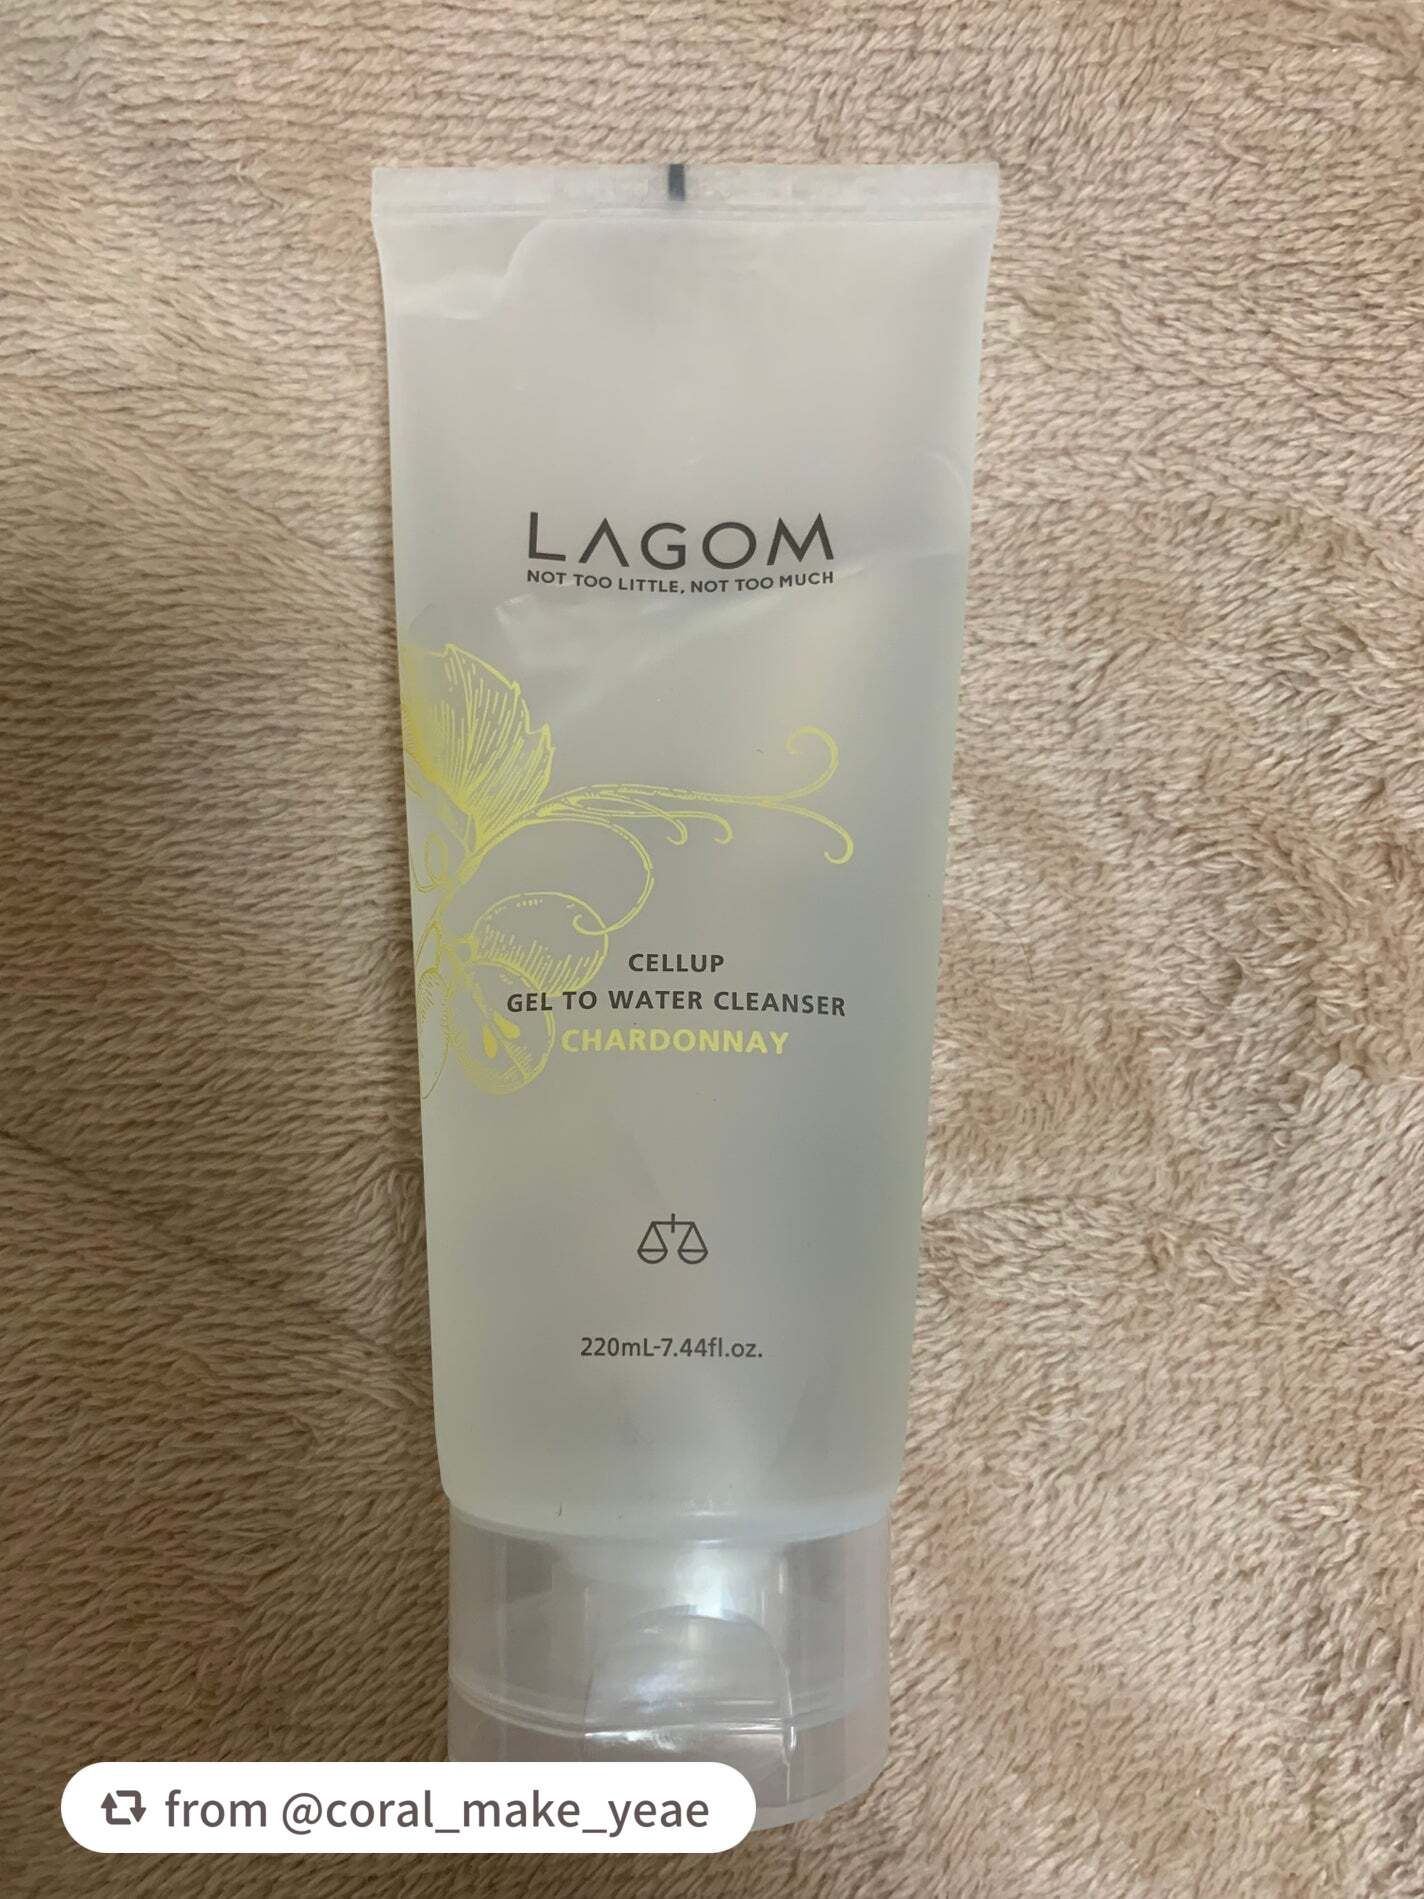 LAGOM
NOT TOO LITTLE, NOT TOO MUCH
CELLUP
GEL TO WATER CLEANSER
CHARDONNAY
220mL-7.44fl.oz.
from @coral_make_yeae